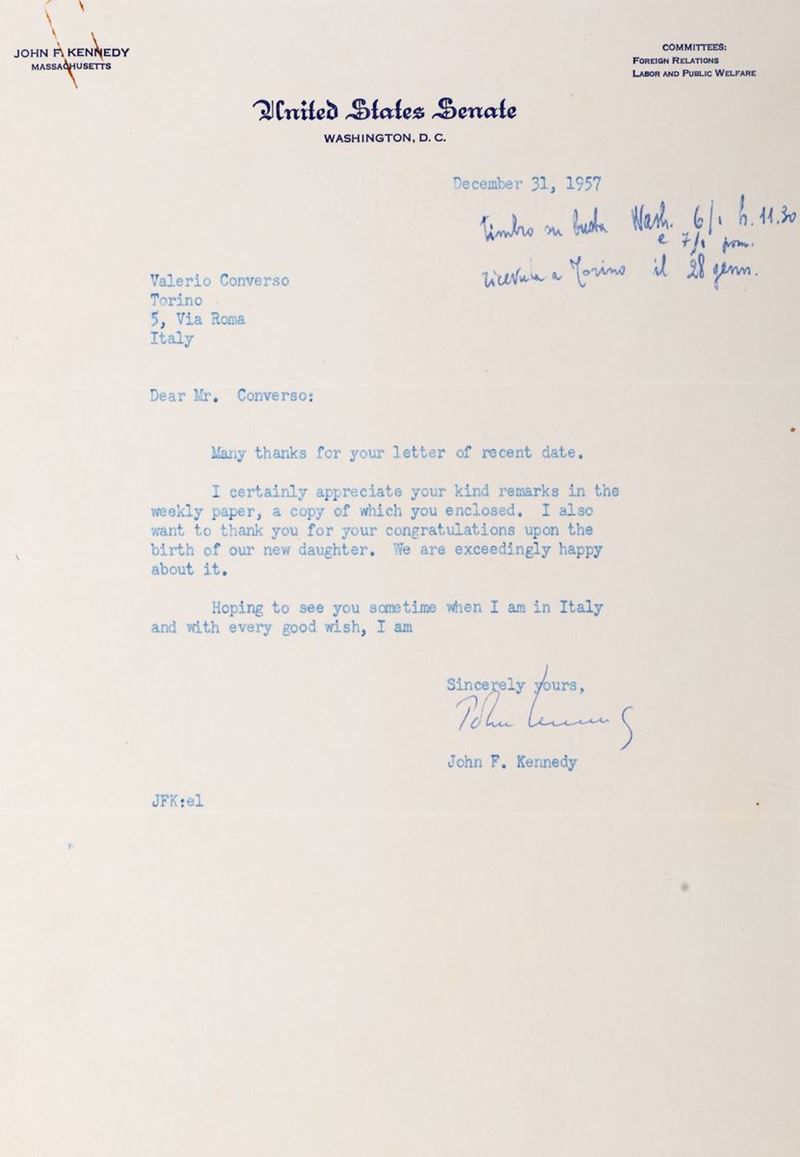 JOHN F. KENNEDY
MASSACHUSETTS
COMMITTEES:
FOREIGN RELATIONS
LABOR AND PUBLIC WELFARE
United States Senate
WASHINGTON, D. C.
December 31, 1957
timbro su busta Wash. 6/1 h. 11.30
e 7/1 pom.
ricevuta a Torino il 28 genn.
Valerio Converso
Torino
5, Via Roma
Italy
Dear Mr. Converso:
Many thanks for your letter of recent date.
I certainly appreciate your kind remarks in the
weekly paper, a copy of which you enclosed. I also
want to thank you for your congratulations upon the
birth of our new daughter. We are exceedingly happy
about it.
Hoping to see you sometime when I am in Italy
and with every good wish, I am
Sincerely yours,
John Kennedy
John F. Kennedy
JFK:el